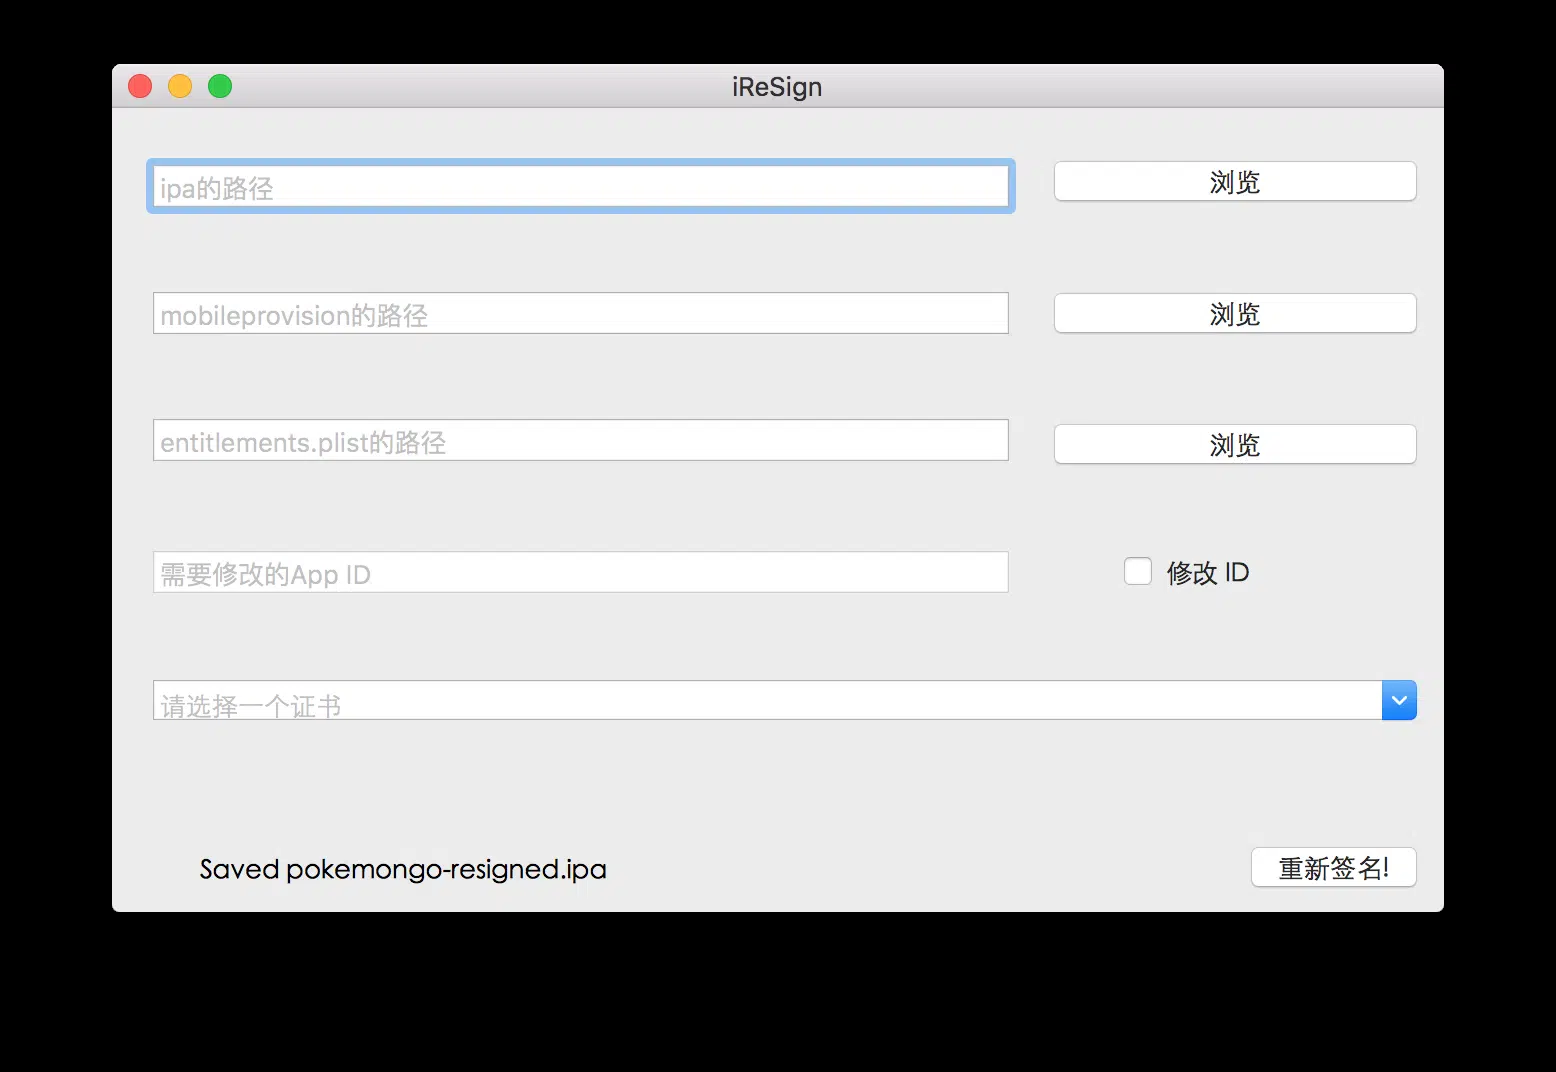 iReSign
ipa的路径
浏览
mobileprovision的路径
浏览
entitlements.plist的路径
浏览
需要修改的App ID
修改 ID
请选择一个证书
Saved pokemongo-resigned.ipa
重新签名!